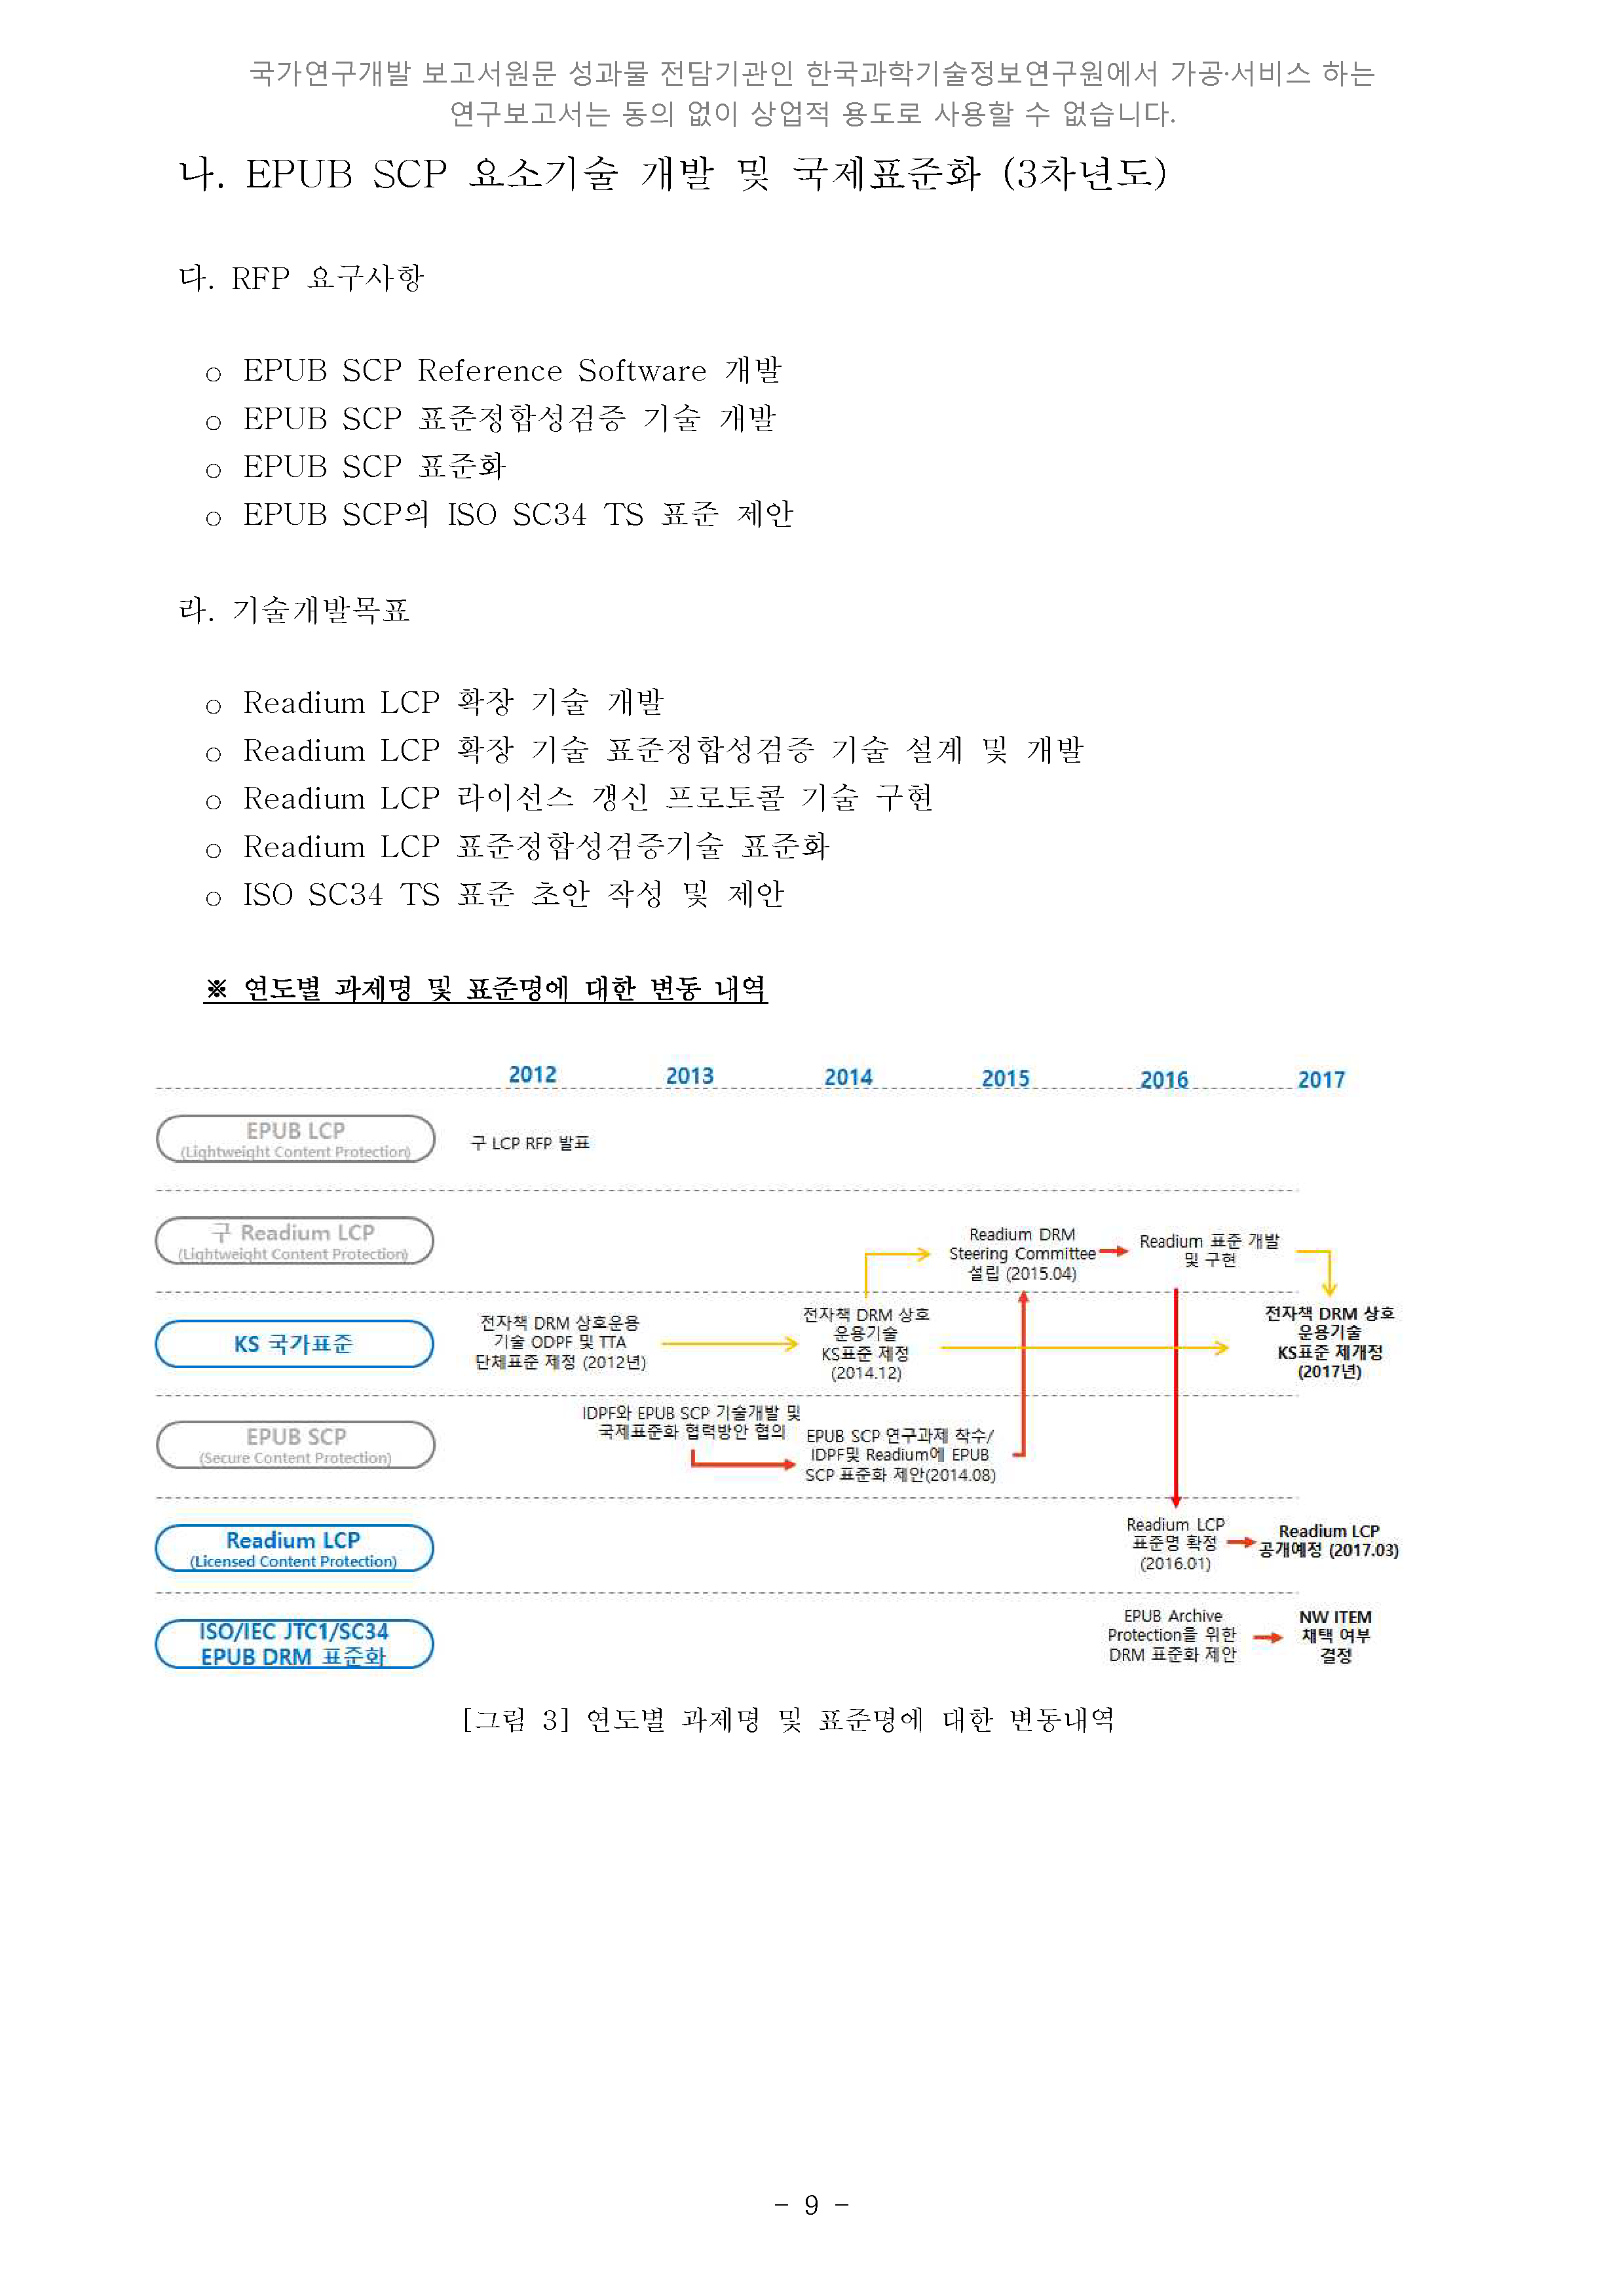 국가연구개발 보고서원문 성과물 전담기관인 한국과학기술정보연구원에서 가공·서비스 하는
연구보고서는 동의 없이 상업적 용도로 사용할 수 없습니다.
나. EPUB SCP 요소기술 개발 및 국제표준화 (3차년도)
다. RFP 요구사항
o EPUB SCP Reference Software 개발
o EPUB SCP 표준정합성검증 기술 개발
o EPUB SCP 표준화
o EPUB SCP의 ISO SC34 TS 표준 제안
라. 기술개발목표
o Readium LCP 확장 기술 개발
o Readium LCP 확장 기술 표준정합성검증 기술 설계 및 개발
o Readium LCP 라이선스 갱신 프로토콜 기술 구현
o Readium LCP 표준정합성검증기술 표준화
o ISO SC34 TS 표준 초안 작성 및 제안
※ 연도별 과제명 및 표준명에 대한 변동 내역
2012 2013 2014 2015 2016 2017
EPUB LCP
(Lightweight Content Protection)
구 LCP RFP 발표
구 Readium LCP
(Lightweight Content Protection)
Readium DRM
Steering Committee
설립 (2015.04)
Readium 표준 개발
및 구현
KS 국가표준
전자책 DRM 상호운용
기술 ODPF 및 TTA
단체표준 제정 (2012년)
전자책 DRM 상호
운용기술
KS표준 제정
(2014.12)
전자책 DRM 상호
운용기술
KS표준 제개정
(2017년)
EPUB SCP
(Secure Content Protection)
IDPF와 EPUB SCP 기술개발 및
국제표준화 협력방안 협의
EPUB SCP 연구과제 착수/
IDPF및 Readium에 EPUB
SCP 표준화 제안(2014.08)
Readium LCP
(Licensed Content Protection)
Readium LCP
표준명 확정
(2016.01)
Readium LCP
공개예정 (2017.03)
ISO/IEC JTC1/SC34
EPUB DRM 표준화
EPUB Archive
Protection을 위한
DRM 표준화 제안
NW ITEM
채택 여부
결정
[그림 3] 연도별 과제명 및 표준명에 대한 변동내역
- 9 -